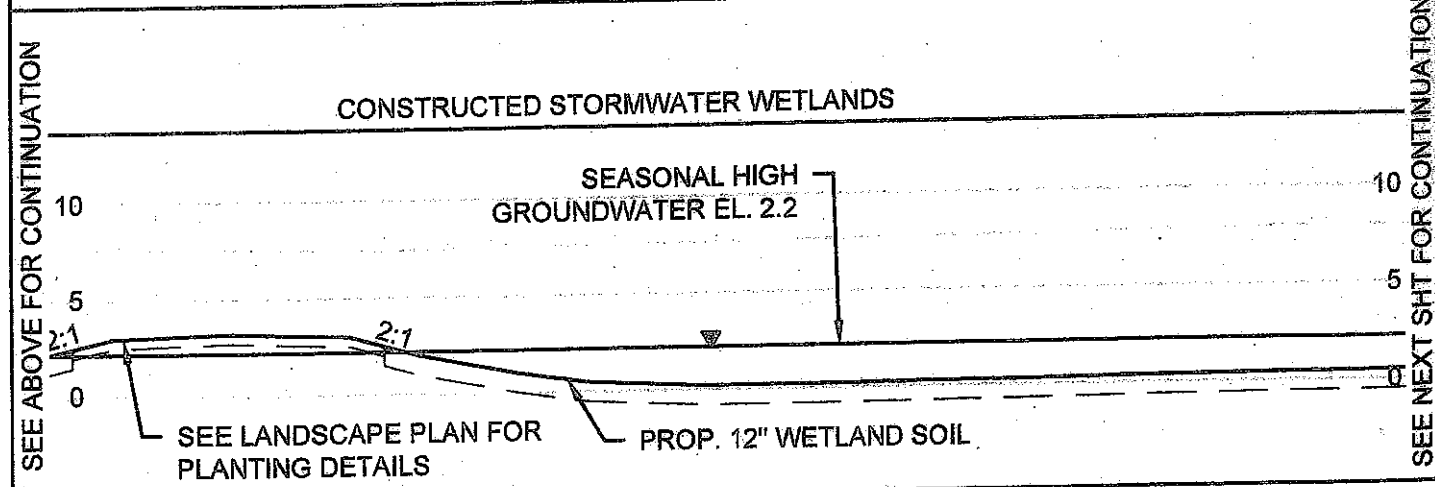 SEE ABOVE FOR CONTINUATION
CONSTRUCTED STORMWATER WETLANDS
SEASONAL HIGH
GROUNDWATER EL. 2.2
10
5
0
2:1
2:1
10
5
0
SEE LANDSCAPE PLAN FOR
PLANTING DETAILS
PROP. 12" WETLAND SOIL
SEE NEXT SHT FOR CONTINUATION